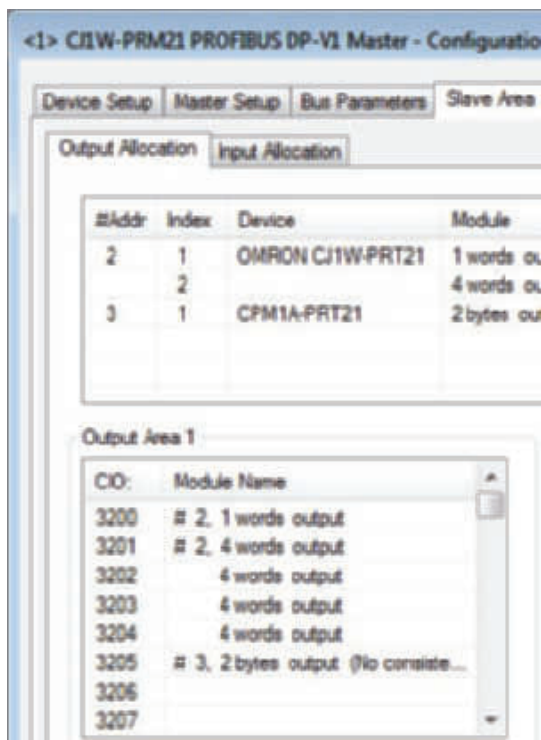 <1> CJ1W-PRM21 PROFIBUS DP-V1 Master - Configuratio
Device Setup Master Setup Bus Parameters Slave Area
Output Allocation Input Allocation
#Addr Index Device Module
2 1 OMRON CJ1W-PRT21 1 words ou
2 4 words ou
3 1 CPM1A-PRT21 2 bytes out
Output Area 1
CIO: Module Name
3200 # 2, 1 words output
3201 # 2, 4 words output
3202 4 words output
3203 4 words output
3204 4 words output
3205 # 3, 2 bytes output (No consiste...
3206
3207